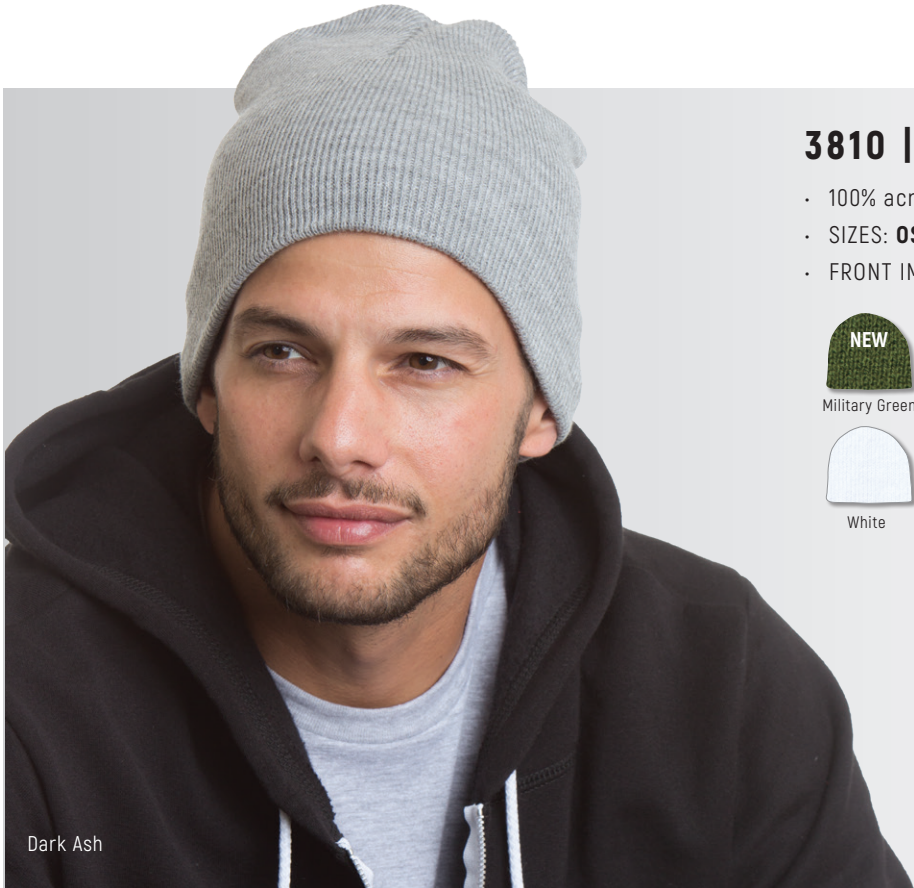 3810 |
· 100% acr
· SIZES: OS
· FRONT IN
NEW
Military Green
White
Dark Ash